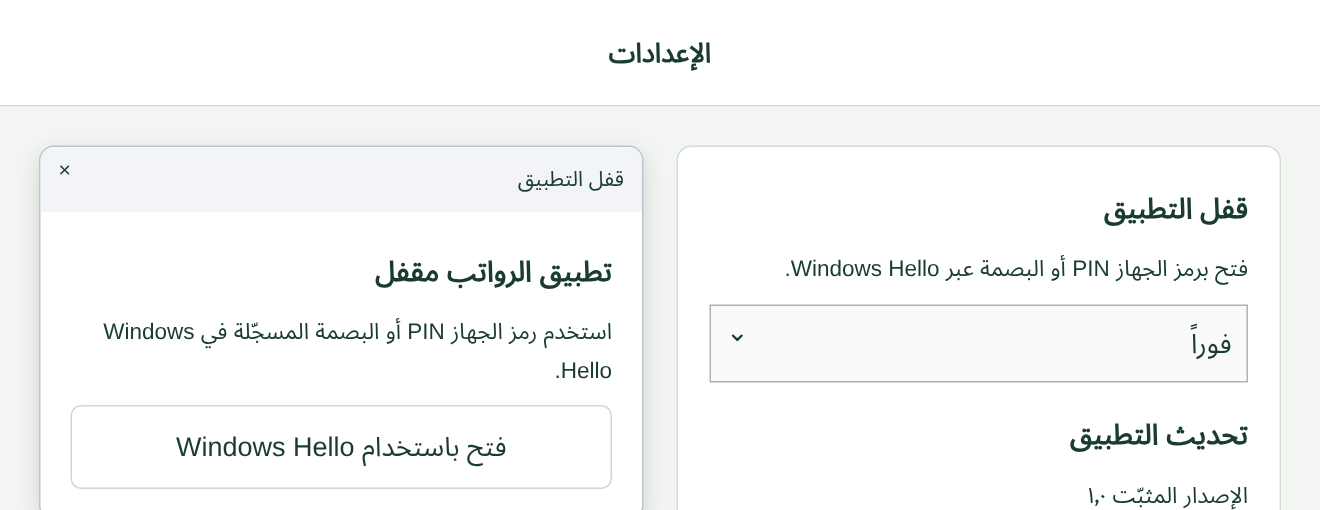 الإعدادات
قفل التطبيق
فتح برمز الجهاز PIN أو البصمة عبر Windows Hello.
فوراً
تحديث التطبيق
الإصدار المثبّت ١,٠
قفل التطبيق ×
تطبيق الرواتب مقفل
استخدم رمز الجهاز PIN أو البصمة المسجّلة في Windows
Hello.
فتح باستخدام Windows Hello